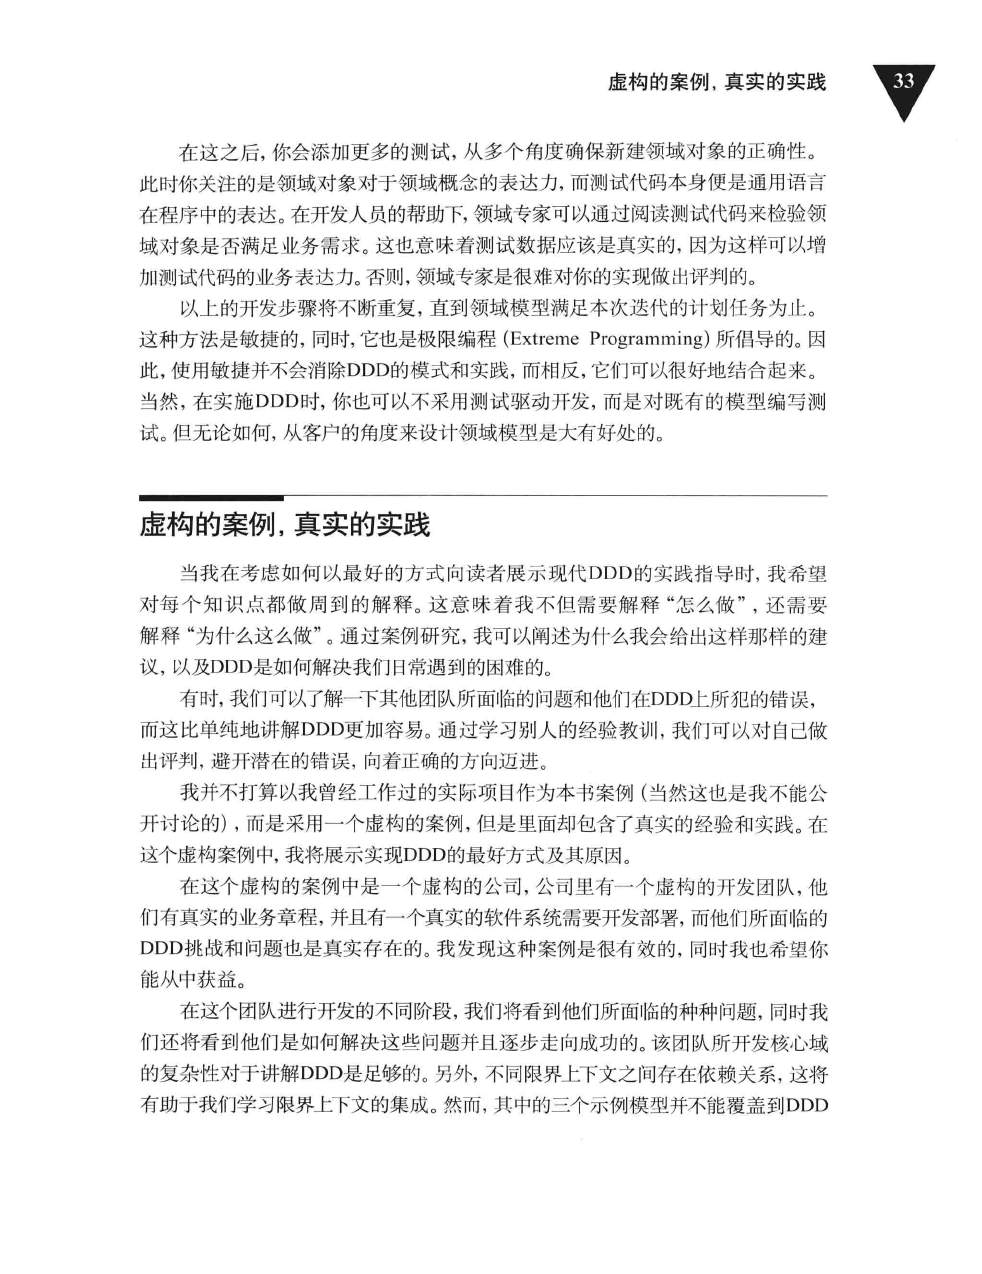 虚构的案例，真实的实践
33
在这之后，你会添加更多的测试，从多个角度确保新建领域对象的正确性。
此时你关注的是领域对象对于领域概念的表达力，而测试代码本身便是通用语言
在程序中的表达。在开发人员的帮助下，领域专家可以通过阅读测试代码来检验领
域对象是否满足业务需求。这也意味着测试数据应该是真实的，因为这样可以增
加测试代码的业务表达力。否则，领域专家是很难对你的实现做出评判的。
以上的开发步骤将不断重复，直到领域模型满足本次迭代的计划任务为止。
这种方法是敏捷的，同时，它也是极限编程（Extreme Programming）所倡导的。因
此，使用敏捷并不会消除DDD的模式和实践，而相反，它们可以很好地结合起来。
当然，在实施DDD时，你也可以不采用测试驱动开发，而是对既有的模型编写测
试。但无论如何，从客户的角度来设计领域模型是大有好处的。
虚构的案例，真实的实践
当我在考虑如何以最好的方式向读者展示现代DDD的实践指导时，我希望
对每个知识点都做周到的解释。这意味着我不但需要解释“怎么做”，还需要
解释“为什么这么做”。通过案例研究，我可以阐述为什么我会给出这样那样的建
议，以及DDD是如何解决我们日常遇到的困难的。
有时，我们可以了解一下其他团队所面临的问题和他们在DDD上所犯的错误，
而这比单纯地讲解DDD更加容易。通过学习别人的经验教训，我们可以对自己做
出评判，避开潜在的错误，向着正确的方向迈进。
我并不打算以我曾经工作过的实际项目作为本书案例（当然这也是我不能公
开讨论的），而是采用一个虚构的案例，但是里面却包含了真实的经验和实践。在
这个虚构案例中，我将展示实现DDD的最好方式及其原因。
在这个虚构的案例中是一个虚构的公司，公司里有一个虚构的开发团队，他
们有真实的业务章程，并且有一个真实的软件系统需要开发部署，而他们所面临的
DDD挑战和问题也是真实存在的。我发现这种案例是很有效的，同时我也希望你
能从中获益。
在这个团队进行开发的不同阶段，我们将看到他们所面临的种种问题，同时我
们还将看到他们是如何解决这些问题并且逐步走向成功的。该团队所开发核心域
的复杂性对于讲解DDD是足够的。另外，不同限界上下文之间存在依赖关系，这将
有助于我们学习限界上下文的集成。然而，其中的三个示例模型并不能覆盖到DDD